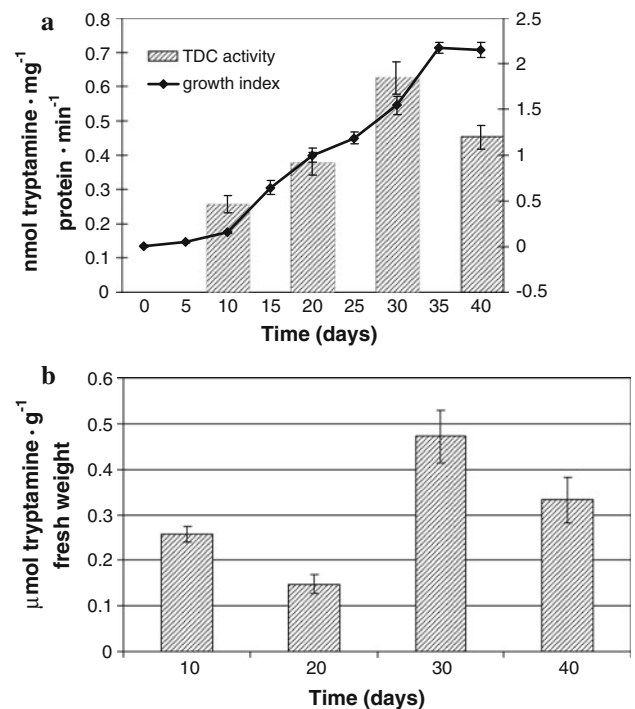 a
0.8
0.7
0.6
0.5
0.4
0.3
0.2
0.1
0
nmol tryptamine · mg⁻¹
protein · min⁻¹
TDC activity
growth index
2.5
2
1.5
1
0.5
0
-0.5
0 5 10 15 20 25 30 35 40
Time (days)
b
0.6
0.5
0.4
0.3
0.2
0.1
0
µmol tryptamine · g⁻¹
fresh weight
10 20 30 40
Time (days)